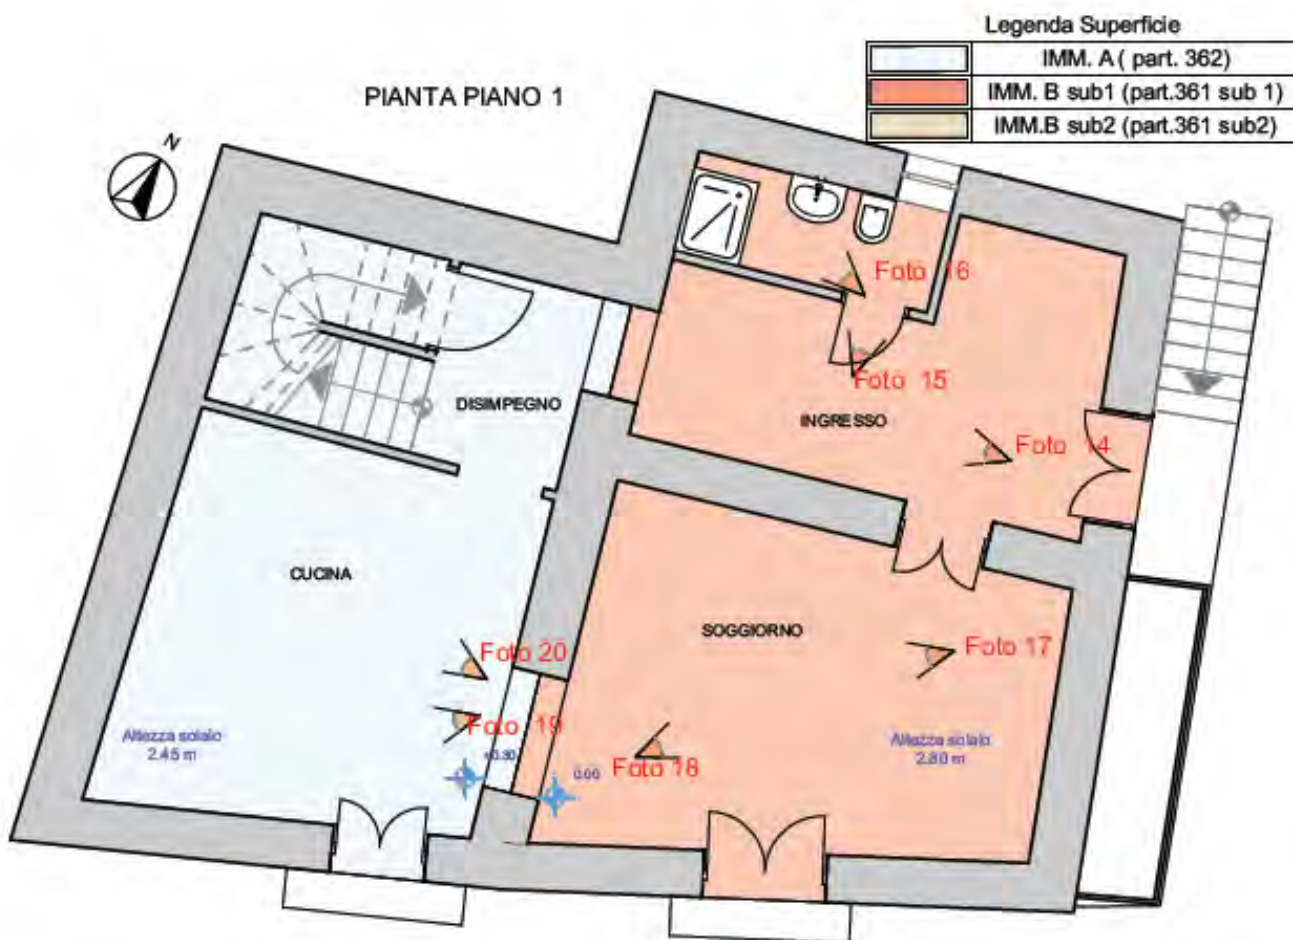 Legenda Superficie
IMM. A ( part. 362)
IMM. B sub1 (part.361 sub 1)
IMM.B sub2 (part.361 sub2)
PIANTA PIANO 1
N
Foto 16
Foto 15
DISIMPEGNO
INGRESSO
Foto 14
CUCINA
SOGGIORNO
Foto 20
Foto 17
Foto 19
Altezza solaio
2.45 m
Altezza solaio
2.80 m
+0.30
0.00
Foto 18